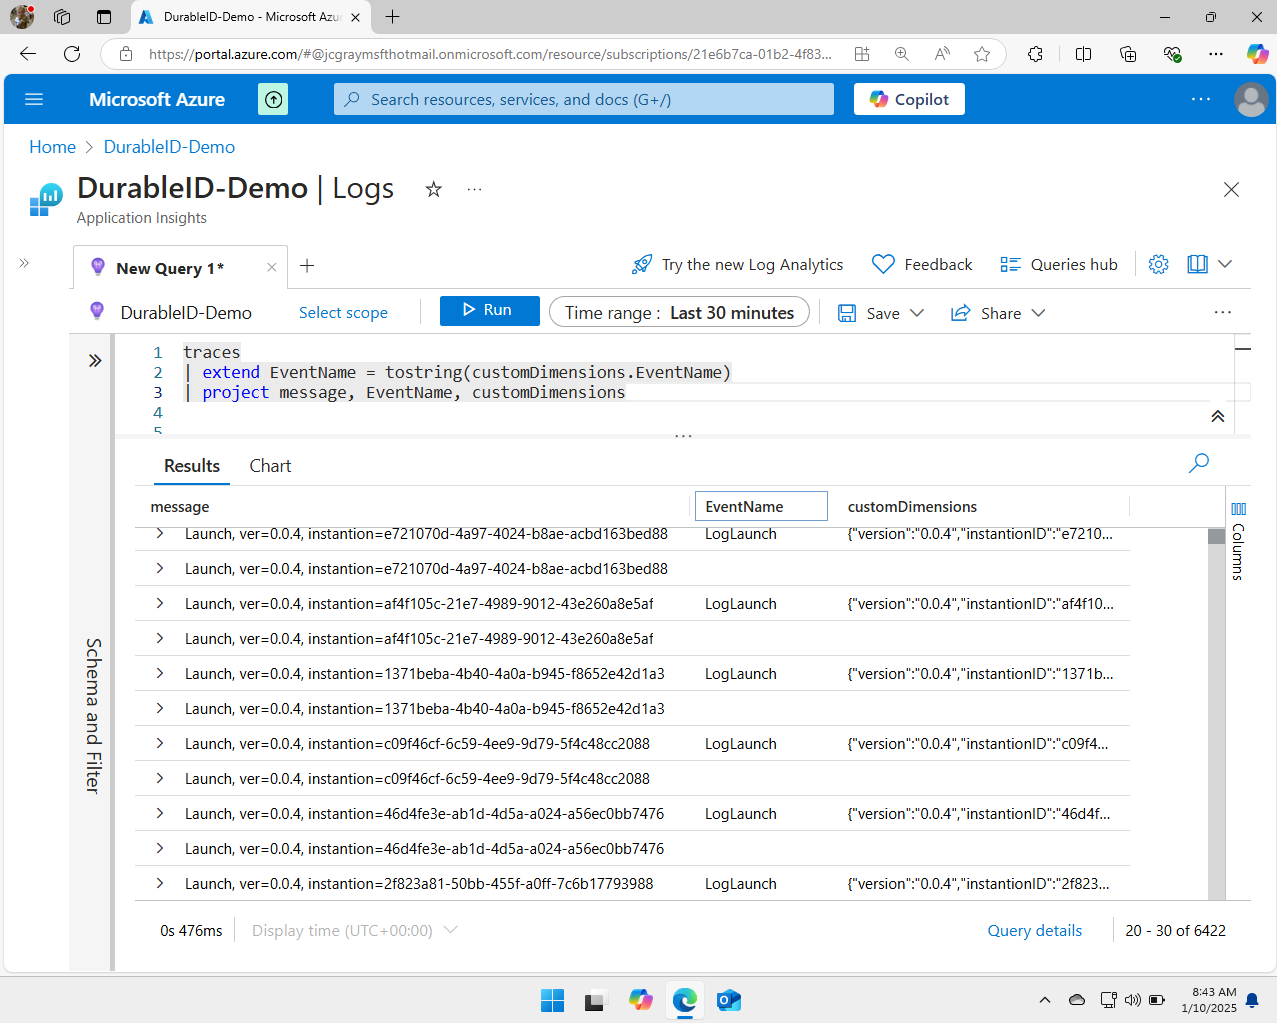 DurableID-Demo - Microsoft Azu
https://portal.azure.com/#@jcgraymsfthotmail.onmicrosoft.com/resource/subscriptions/21e6b7ca-01b2-4f83...
Microsoft Azure
Search resources, services, and docs (G+/)
Copilot
Home > DurableID-Demo
DurableID-Demo | Logs
Application Insights
New Query 1*
Try the new Log Analytics
Feedback
Queries hub
DurableID-Demo
Select scope
Run
Time range : Last 30 minutes
Save
Share
1 traces
2 | extend EventName = tostring(customDimensions.EventName)
3 | project message, EventName, customDimensions
4
5
Schema and Filter
Results
Chart
message EventName customDimensions
Columns
Launch, ver=0.0.4, instantion=e721070d-4a97-4024-b8ae-acbd163bed88 LogLaunch {"version":"0.0.4","instantionID":"e7210...
Launch, ver=0.0.4, instantion=e721070d-4a97-4024-b8ae-acbd163bed88
Launch, ver=0.0.4, instantion=af4f105c-21e7-4989-9012-43e260a8e5af LogLaunch {"version":"0.0.4","instantionID":"af4f10...
Launch, ver=0.0.4, instantion=af4f105c-21e7-4989-9012-43e260a8e5af
Launch, ver=0.0.4, instantion=1371beba-4b40-4a0a-b945-f8652e42d1a3 LogLaunch {"version":"0.0.4","instantionID":"1371b...
Launch, ver=0.0.4, instantion=1371beba-4b40-4a0a-b945-f8652e42d1a3
Launch, ver=0.0.4, instantion=c09f46cf-6c59-4ee9-9d79-5f4c48cc2088 LogLaunch {"version":"0.0.4","instantionID":"c09f4...
Launch, ver=0.0.4, instantion=c09f46cf-6c59-4ee9-9d79-5f4c48cc2088
Launch, ver=0.0.4, instantion=46d4fe3e-ab1d-4d5a-a024-a56ec0bb7476 LogLaunch {"version":"0.0.4","instantionID":"46d4f...
Launch, ver=0.0.4, instantion=46d4fe3e-ab1d-4d5a-a024-a56ec0bb7476
Launch, ver=0.0.4, instantion=2f823a81-50bb-455f-a0ff-7c6b17793988 LogLaunch {"version":"0.0.4","instantionID":"2f823...
0s 476ms
Display time (UTC+00:00)
Query details
20 - 30 of 6422
8:43 AM
1/10/2025